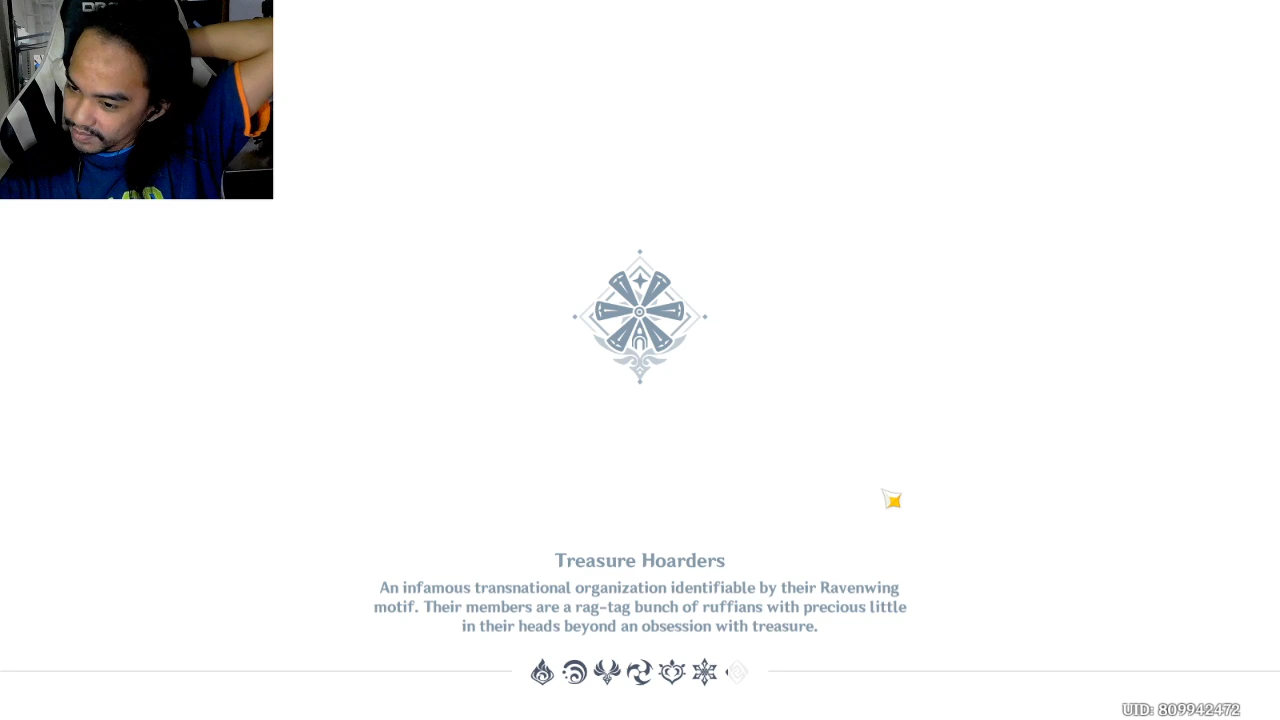 Treasure Hoarders
An infamous transnational organization identifiable by their Ravenwing
motif. Their members are a rag-tag bunch of ruffians with precious little
in their heads beyond an obsession with treasure.
UID: 809942472